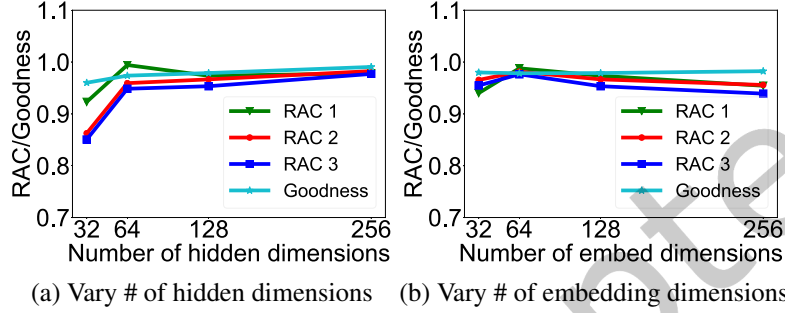 1.1
1.0
0.9
0.8
0.7
RAC/Goodness
RAC 1
RAC 2
RAC 3
Goodness
32 64 128 256
Number of hidden dimensions
(a) Vary # of hidden dimensions
1.1
1.0
0.9
0.8
0.7
RAC/Goodness
RAC 1
RAC 2
RAC 3
Goodness
32 64 128 256
Number of embed dimensions
(b) Vary # of embedding dimensions